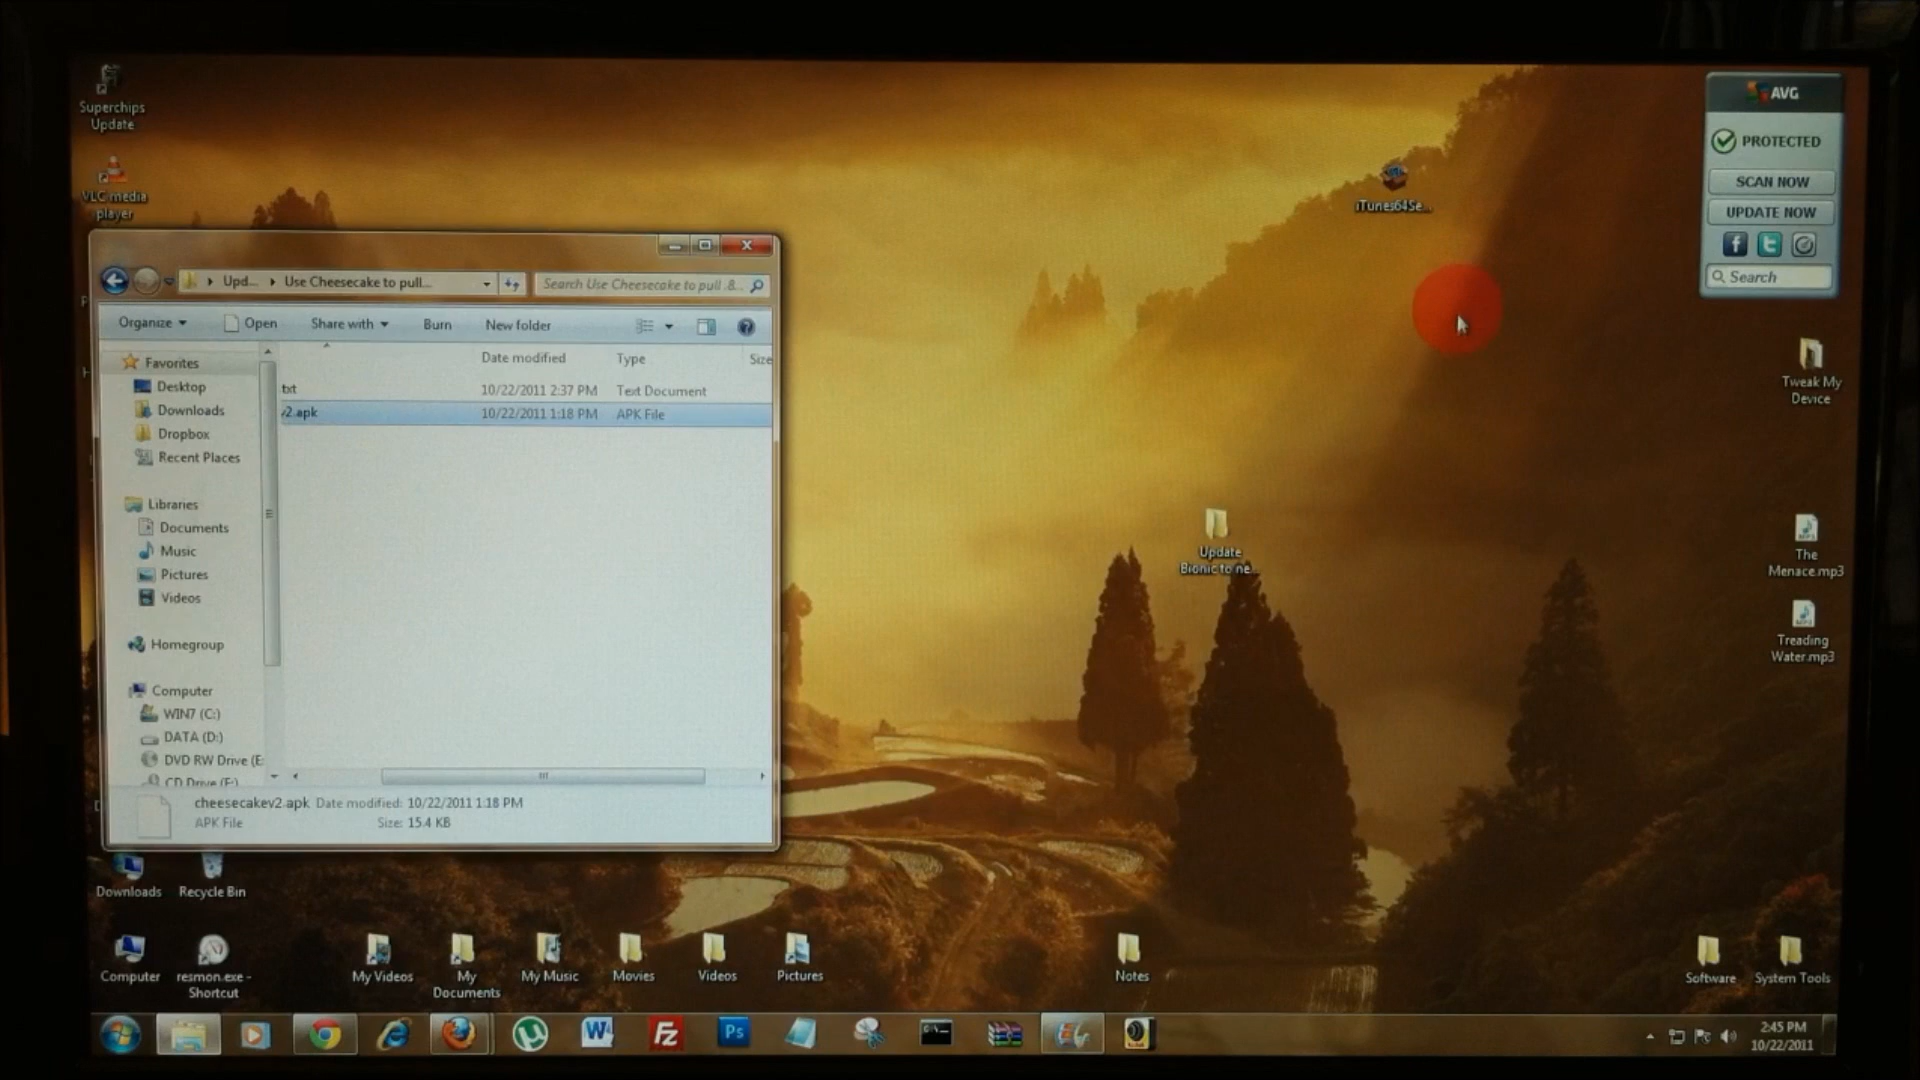 Superchips
Update
VLC media
player
AVG
PROTECTED
SCAN NOW
UPDATE NOW
Search
iTunes64Se...
Upd...
Use Cheesecake to pull...
Search Use Cheesecake to pull .8...
Organize
Open
Share with
Burn
New folder
Date modified
Type
Size
txt
10/22/2011 2:37 PM
Text Document
v2.apk
10/22/2011 1:18 PM
APK File
Favorites
Desktop
Downloads
Dropbox
Recent Places
Libraries
Documents
Music
Pictures
Videos
Homegroup
Computer
WIN7 (C:)
DATA (D:)
DVD RW Drive (E:
CD Drive (F:)
cheesecakev2.apk Date modified: 10/22/2011 1:18 PM
APK File
Size: 15.4 KB
Tweak My
Device
Update
Bionic to ne...
The
Menace.mp3
Treading
Water.mp3
Downloads
Recycle Bin
Computer
resmon.exe -
Shortcut
My Videos
My
Documents
My Music
Movies
Videos
Pictures
Notes
Software
System Tools
W
Fz
Ps
2:45 PM
10/22/2011